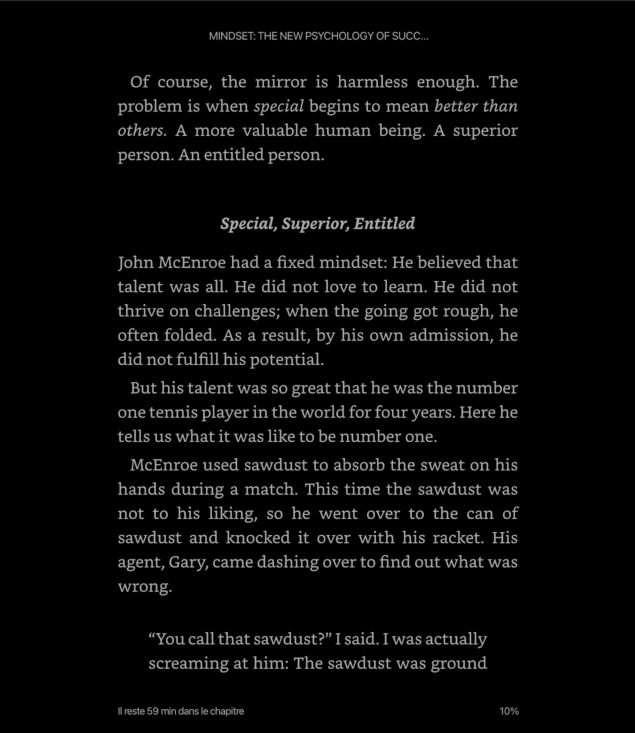 MINDSET: THE NEW PSYCHOLOGY OF SUCC...
Of course, the mirror is harmless enough. The
problem is when special begins to mean better than
others. A more valuable human being. A superior
person. An entitled person.
Special, Superior, Entitled
John McEnroe had a fixed mindset: He believed that
talent was all. He did not love to learn. He did not
thrive on challenges; when the going got rough, he
often folded. As a result, by his own admission, he
did not fulfill his potential.
But his talent was so great that he was the number
one tennis player in the world for four years. Here he
tells us what it was like to be number one.
McEnroe used sawdust to absorb the sweat on his
hands during a match. This time the sawdust was
not to his liking, so he went over to the can of
sawdust and knocked it over with his racket. His
agent, Gary, came dashing over to find out what was
wrong.
“You call that sawdust?” I said. I was actually
screaming at him: The sawdust was ground
Il reste 59 min dans le chapitre
10%